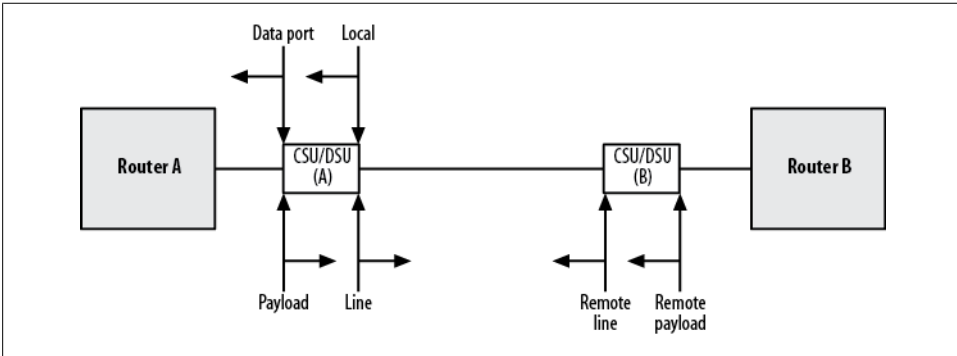 Data port
Local
Router A
CSU/DSU
(A)
CSU/DSU
(B)
Router B
Payload
Line
Remote
line
Remote
payload